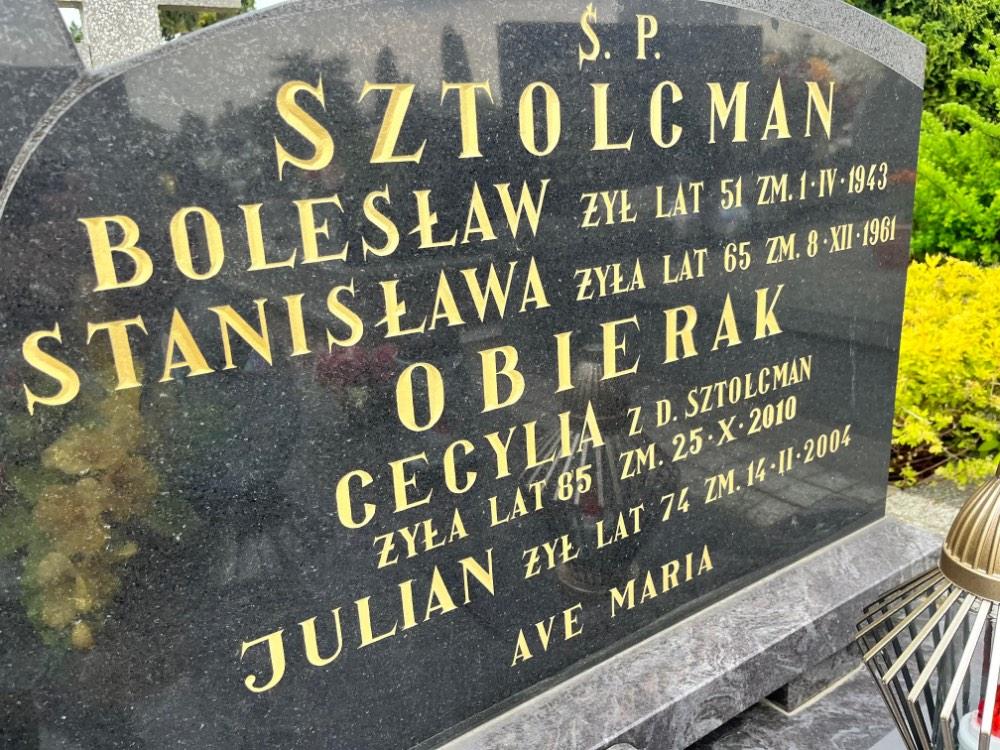 Ś. P.
SZTOLCMAN
BOLESŁAW ŻYŁ LAT 51 ZM. 1·IV·1943
STANISŁAWA ŻYŁA LAT 65 ZM. 8·XII·1961
OBIERAK
CECYLIA Z D. SZTOLCMAN
ŻYŁA LAT 85 ZM. 25·X·2010
JULIAN ŻYŁ LAT 74 ZM. 14·II·2004
AVE MARIA